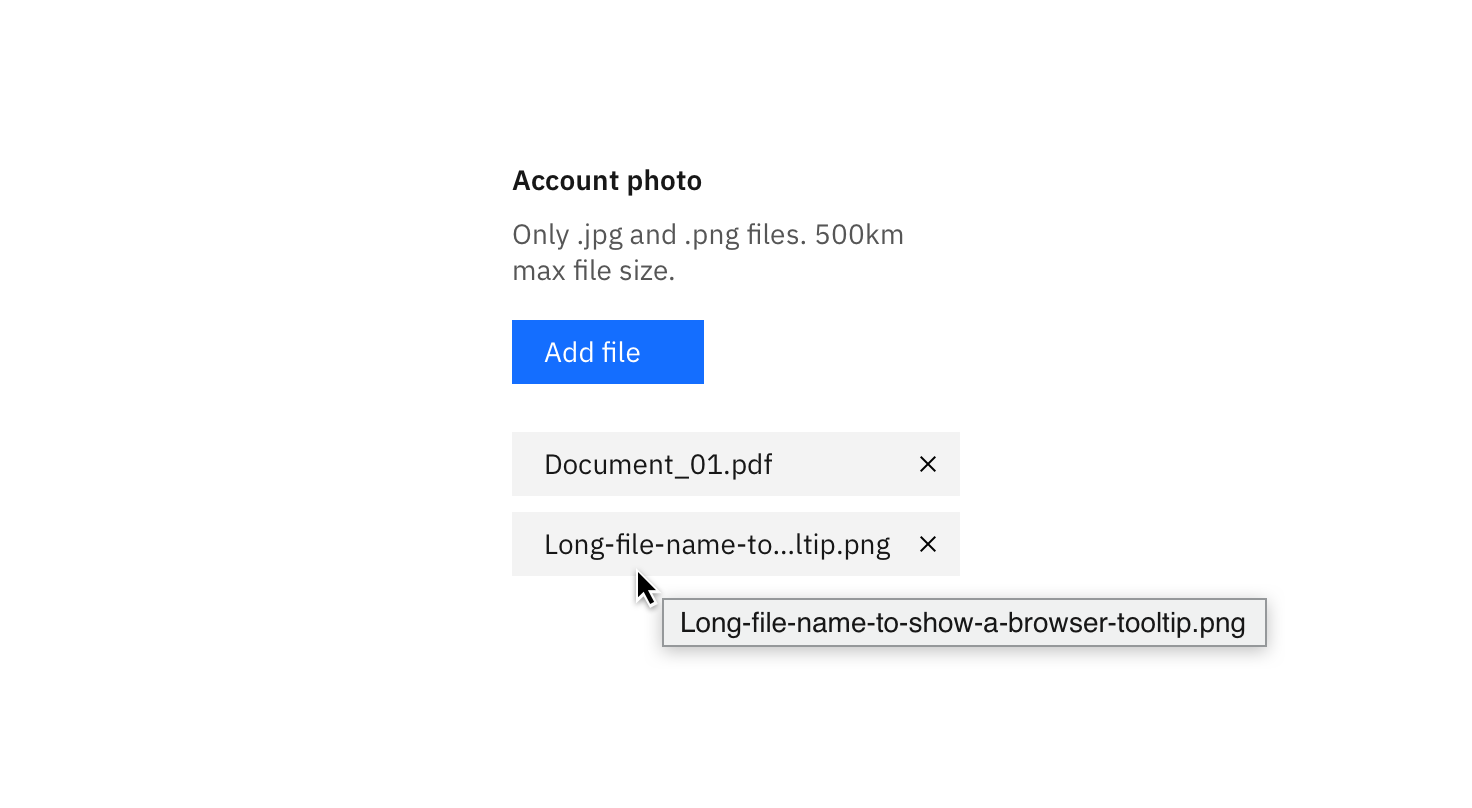 Account photo
Only .jpg and .png files. 500km
max file size.
Add file
Document_01.pdf
Long-file-name-to...ltip.png
Long-file-name-to-show-a-browser-tooltip.png